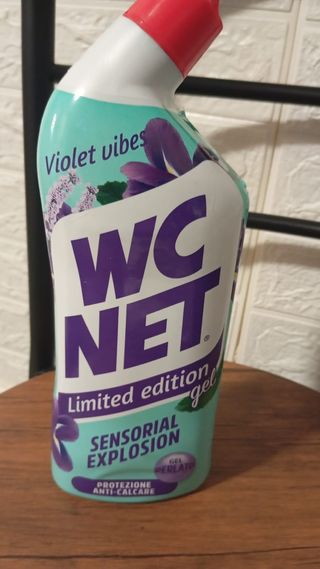 Violet vibes
WC
NET®
Limited edition
gel
SENSORIAL
EXPLOSION
GEL
PERLATO
PROTEZIONE
ANTI-CALCARE